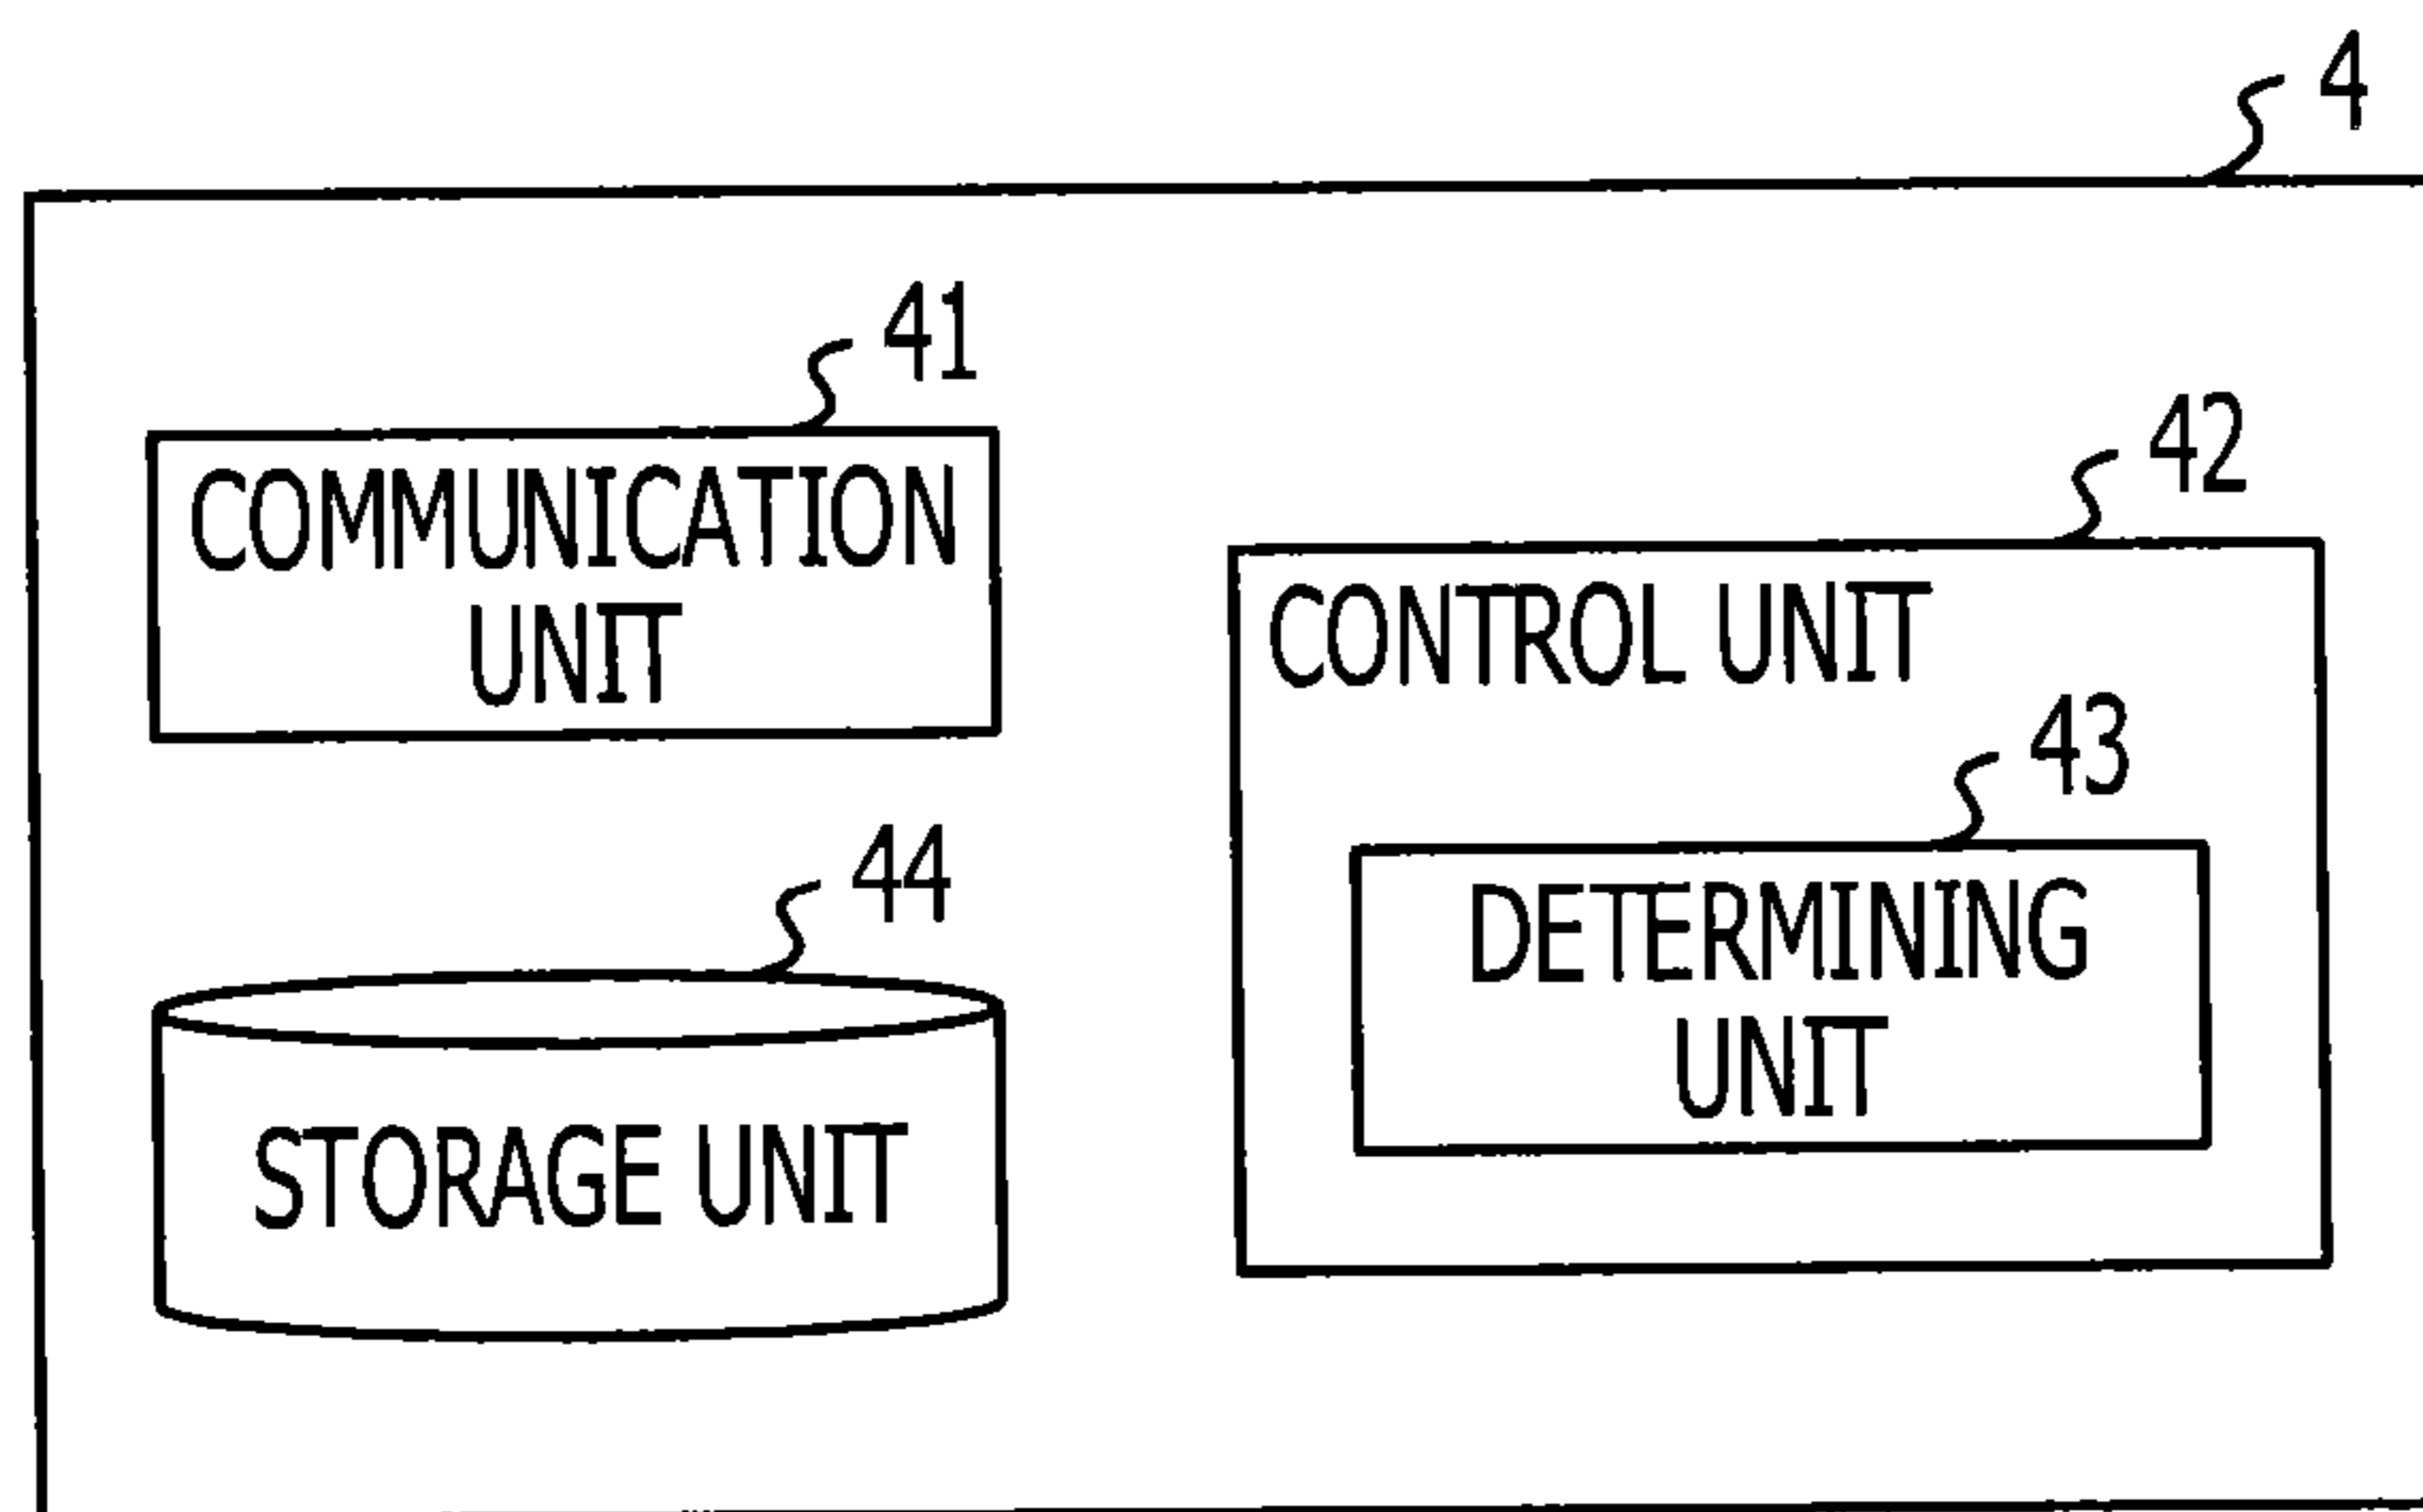 4
41
COMMUNICATION
UNIT
42
CONTROL UNIT
43
DETERMINING
UNIT
44
STORAGE UNIT